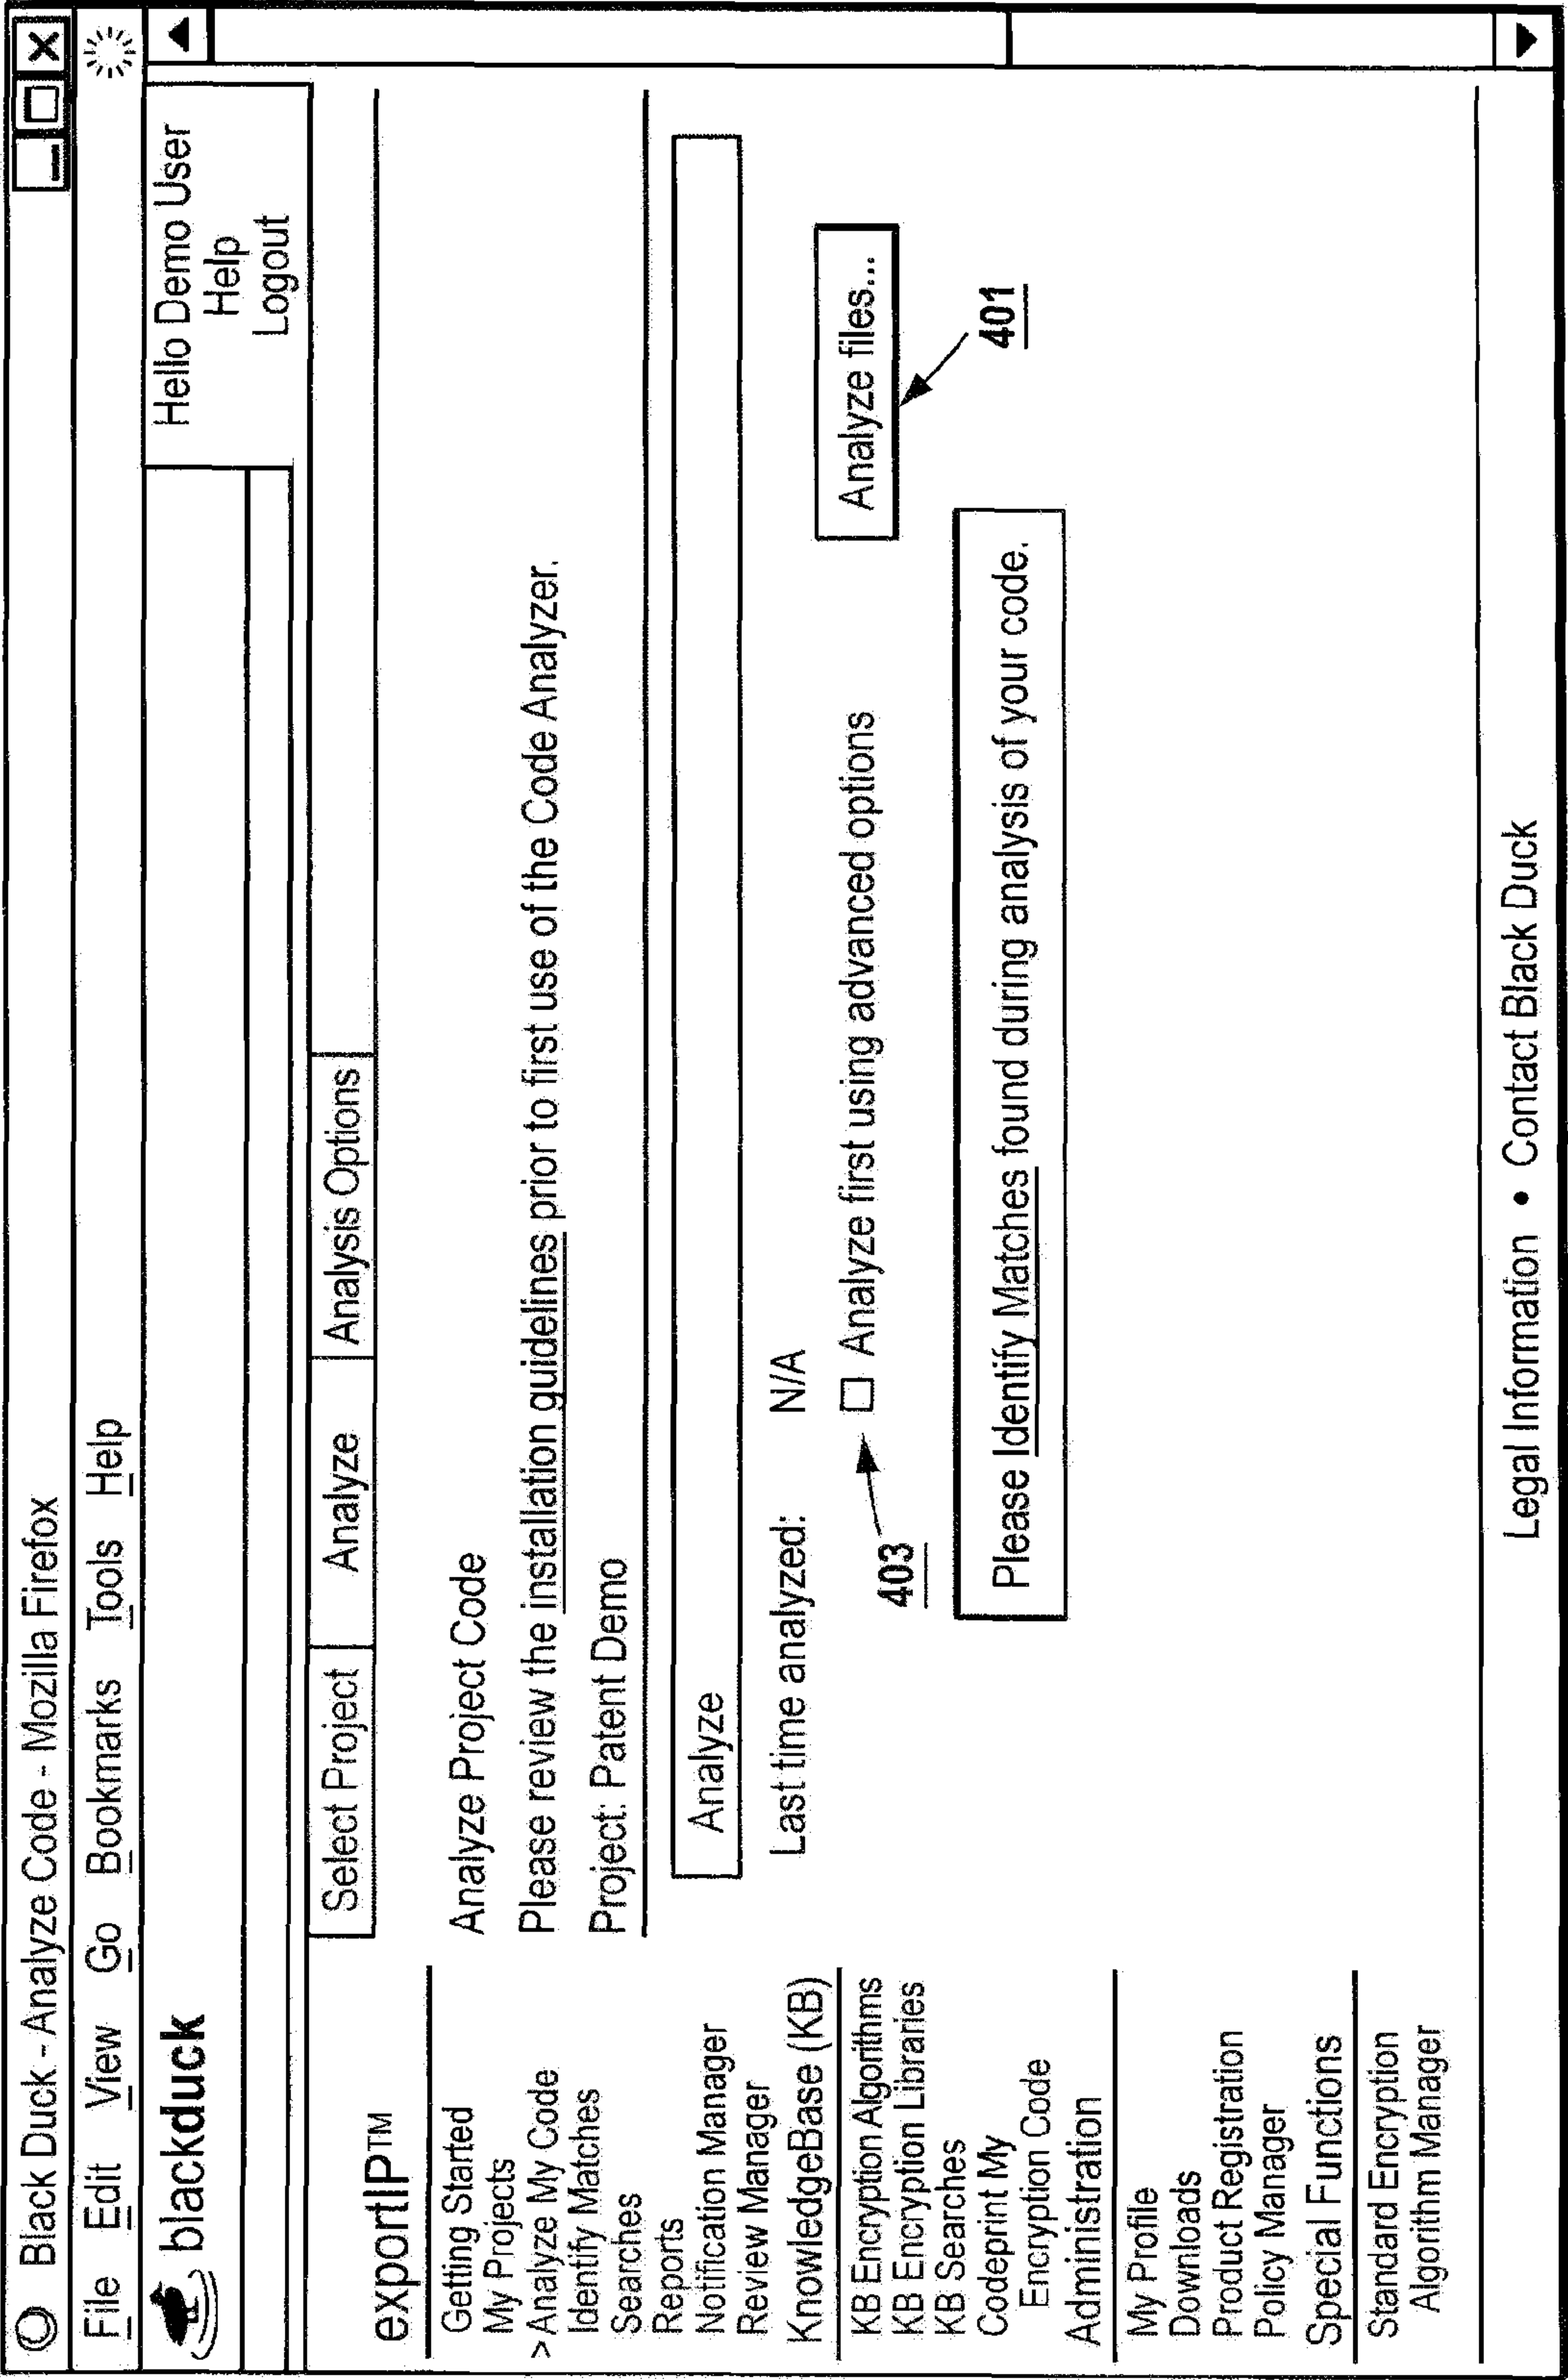 Black Duck - Analyze Code - Mozilla Firefox
File Edit View Go Bookmarks Tools Help
blackduck
Hello Demo User
Help
Logout
exportIP™
Getting Started
My Projects
>Analyze My Code
Identify Matches
Searches
Reports
Notification Manager
Review Manager
KnowledgeBase (KB)
KB Encryption Algorithms
KB Encryption Libraries
KB Searches
Codeprint My
Encryption Code
Administration
My Profile
Downloads
Product Registration
Policy Manager
Special Functions
Standard Encryption
Algorithm Manager
Select Project Analyze Analysis Options
Analyze Project Code
Please review the installation guidelines prior to first use of the Code Analyzer.
Project: Patent Demo
Analyze
Last time analyzed: N/A
Analyze first using advanced options
Analyze files...
403
401
Please Identify Matches found during analysis of your code.
Legal Information • Contact Black Duck